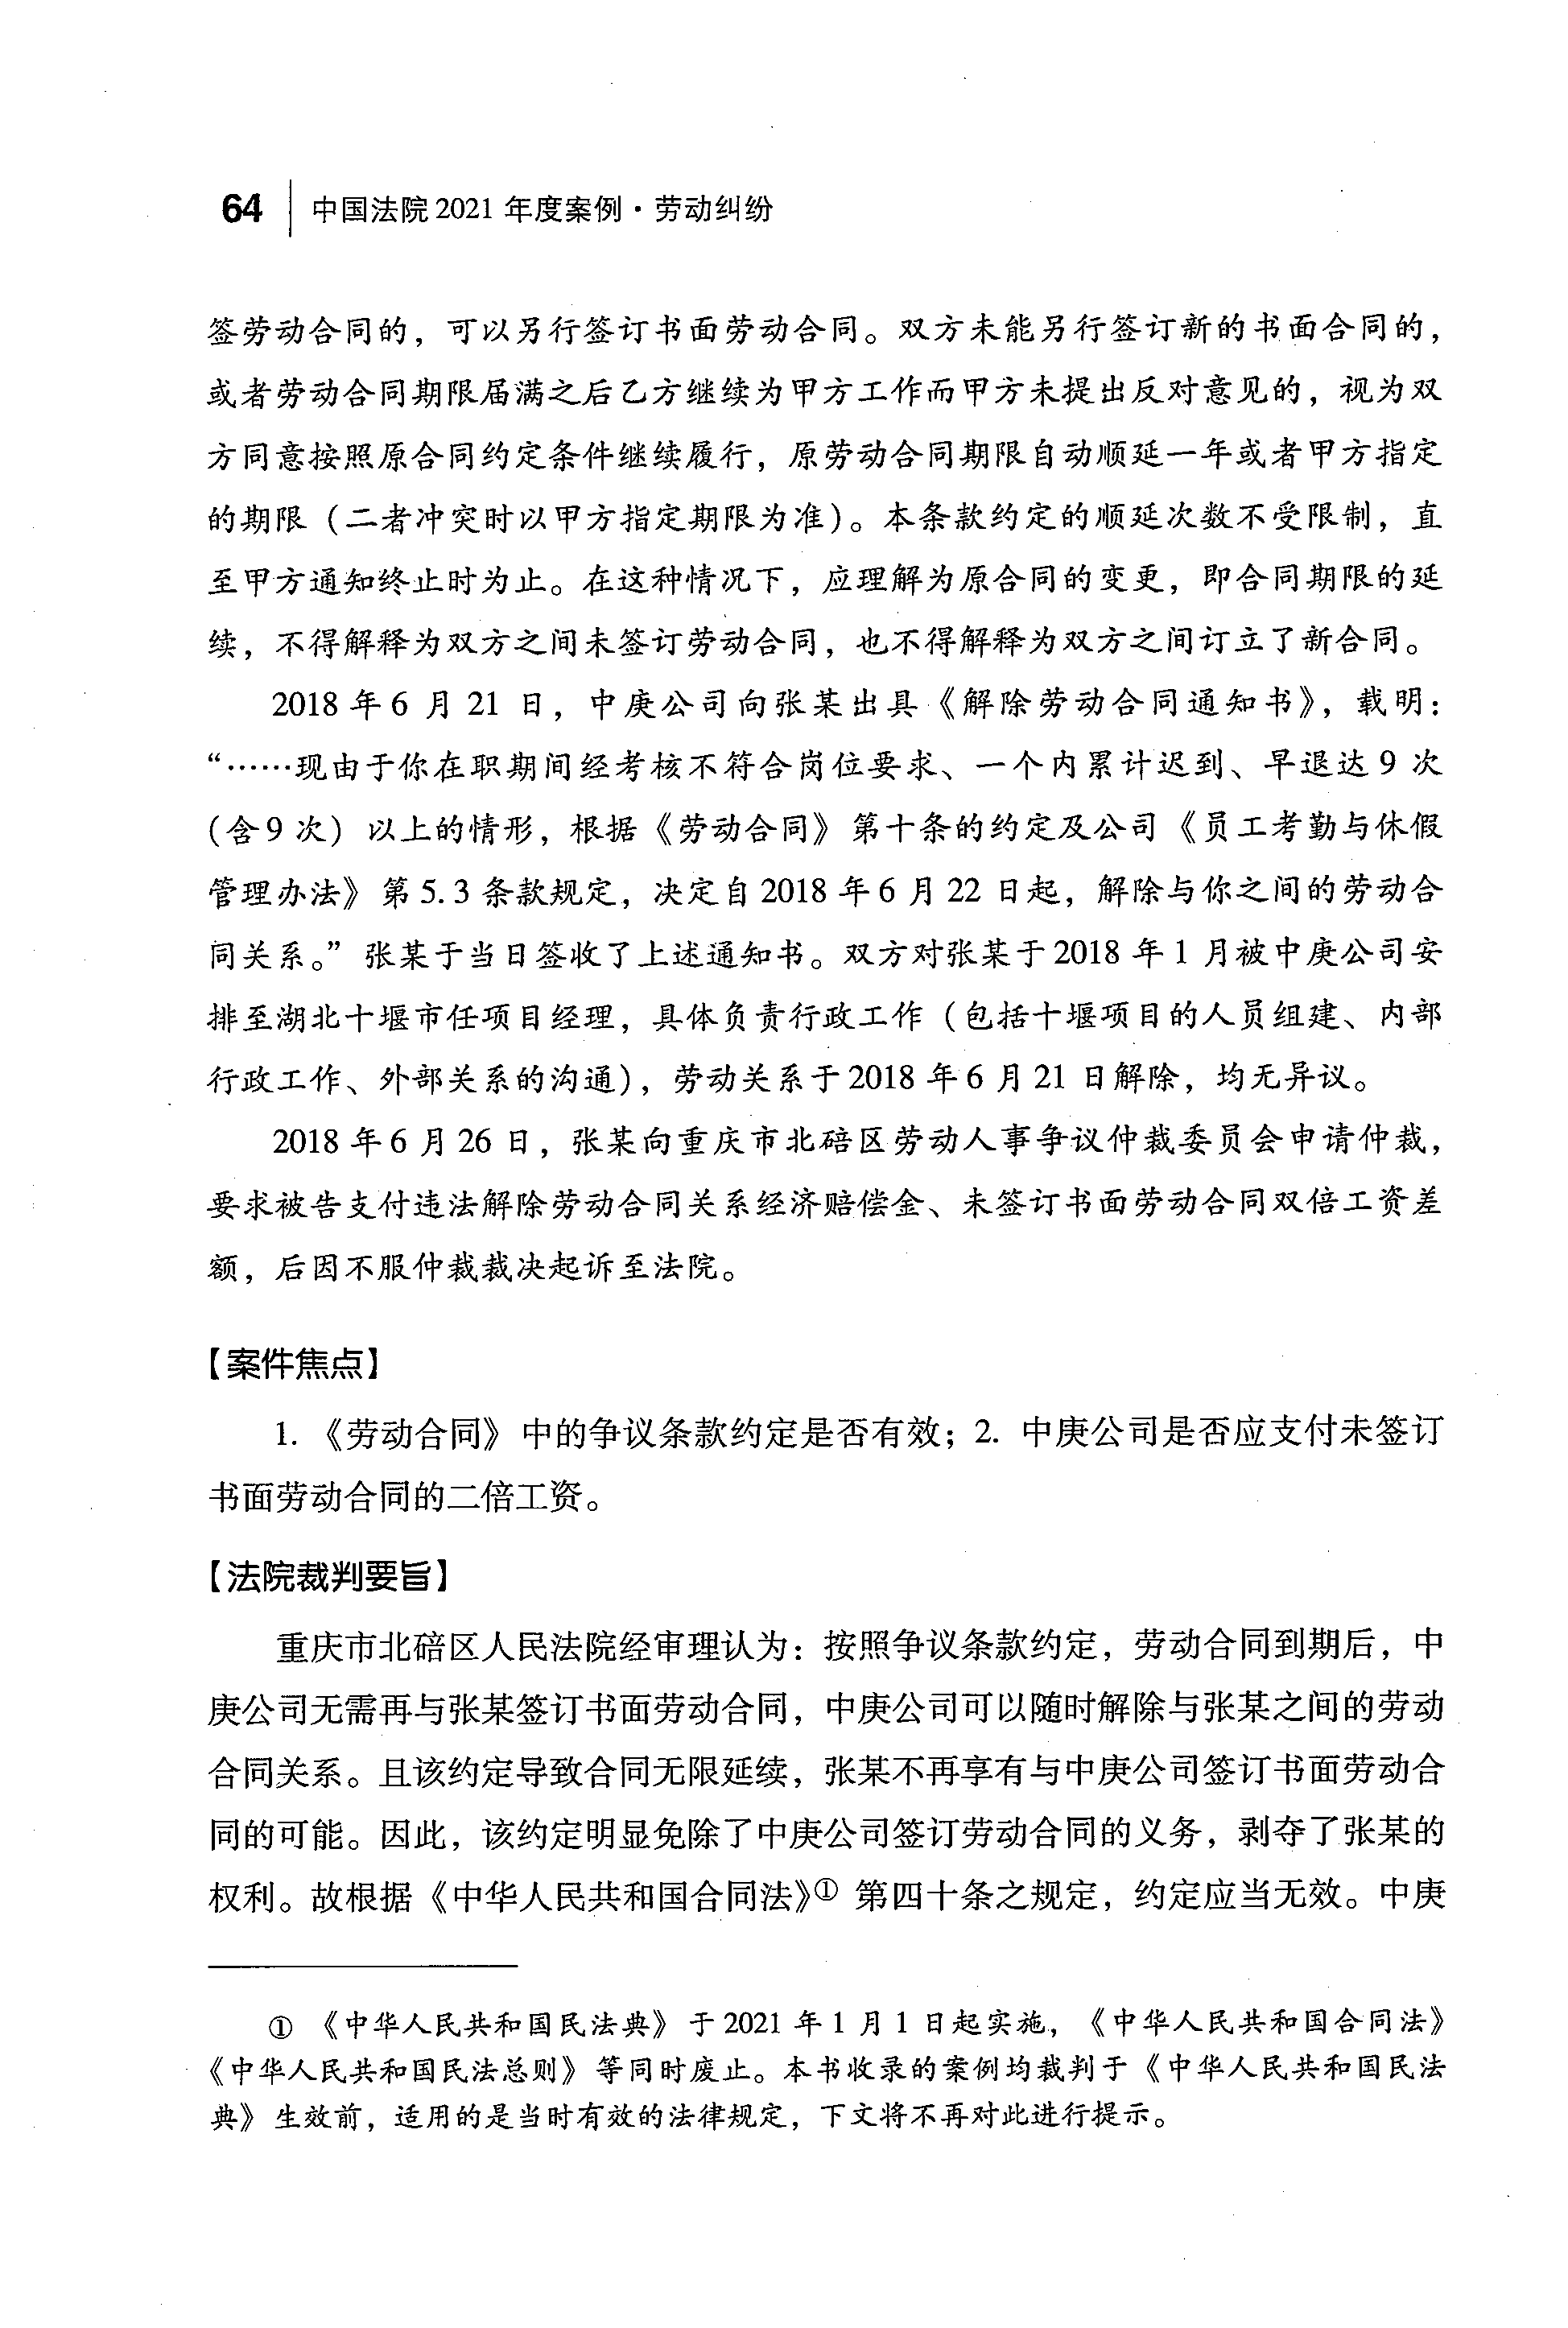 64 中国法院2021年度案例·劳动纠纷
签劳动合同的，可以另行签订书面劳动合同。双方未能另行签订新的书面合同的，
或者劳动合同期限届满之后乙方继续为甲方工作而甲方未提出反对意见的，视为双
方同意按照原合同约定条件继续履行，原劳动合同期限自动顺延一年或者甲方指定
的期限（二者冲突时以甲方指定期限为准）。本条款约定的顺延次数不受限制，直
至甲方通知终止时为止。在这种情况下，应理解为原合同的变更，即合同期限的延
续，不得解释为双方之间未签订劳动合同，也不得解释为双方之间订立了新合同。
2018年6月21日，中庚公司向张某出具《解除劳动合同通知书》，载明：
“……现由于你在职期间经考核不符合岗位要求、一个内累计迟到、早退达9次
（含9次）以上的情形，根据《劳动合同》第十条的约定及公司《员工考勤与休假
管理办法》第5.3条款规定，决定自2018年6月22日起，解除与你之间的劳动合
同关系。”张某于当日签收了上述通知书。双方对张某于2018年1月被中庚公司安
排至湖北十堰市任项目经理，具体负责行政工作（包括十堰项目的人员组建、内部
行政工作、外部关系的沟通），劳动关系于2018年6月21日解除，均无异议。
2018年6月26日，张某向重庆市北碚区劳动人事争议仲裁委员会申请仲裁，
要求被告支付违法解除劳动合同关系经济赔偿金、未签订书面劳动合同双倍工资差
额，后因不服仲裁裁决起诉至法院。
【案件焦点】
1.《劳动合同》中的争议条款约定是否有效；2.中庚公司是否应支付未签订
书面劳动合同的二倍工资。
【法院裁判要旨】
重庆市北碚区人民法院经审理认为：按照争议条款约定，劳动合同到期后，中
庚公司无需再与张某签订书面劳动合同，中庚公司可以随时解除与张某之间的劳动
合同关系。且该约定导致合同无限延续，张某不再享有与中庚公司签订书面劳动合
同的可能。因此，该约定明显免除了中庚公司签订劳动合同的义务，剥夺了张某的
权利。故根据《中华人民共和国合同法》①第四十条之规定，约定应当无效。中庚
①《中华人民共和国民法典》于2021年1月1日起实施，《中华人民共和国合同法》
《中华人民共和国民法总则》等同时废止。本书收录的案例均裁判于《中华人民共和国民法
典》生效前，适用的是当时有效的法律规定，下文将不再对此进行提示。